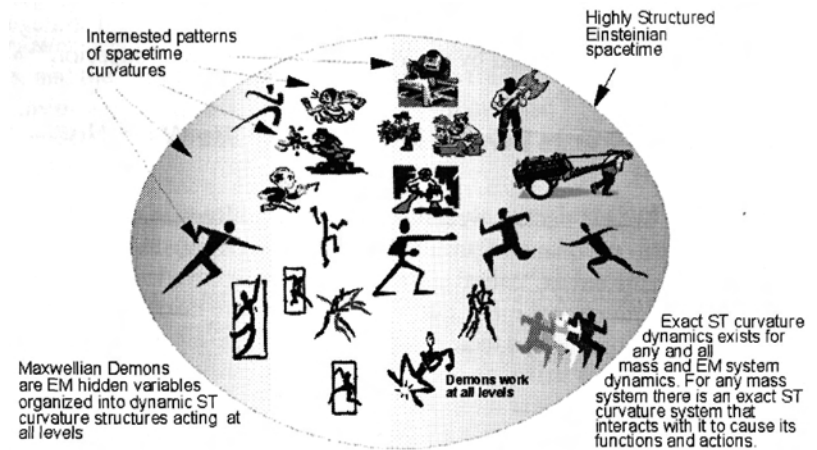 Internested patterns
of spacetime
curvatures
Highly Structured
Einsteinian
spacetime
Maxwellian Demons
are EM hidden variables
organized into dynamic ST
curvature structures acting at
all levels
Demons work
at all levels
Exact ST curvature
dynamics exists for
any and all
mass and EM system
dynamics. For any mass
system there is an exact ST
curvature system that
interacts with it to cause its
functions and actions.